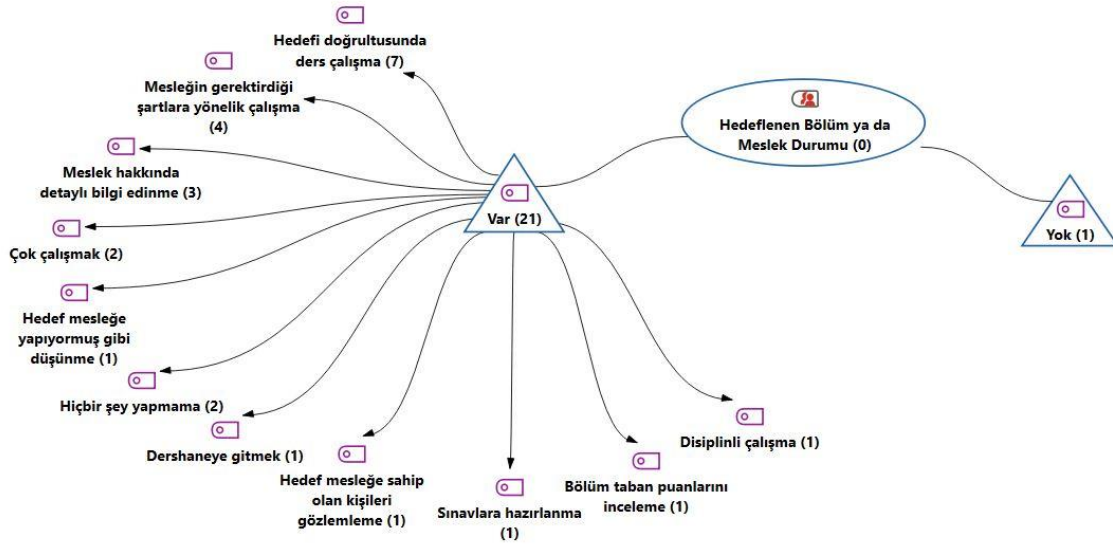 Hedefi doğrultusunda
ders çalışma (7)
Mesleğin gerektirdiği
şartlara yönelik çalışma
(4)
Meslek hakkında
detaylı bilgi edinme (3)
Çok çalışmak (2)
Hedef mesleğe
yapıyormuş gibi
düşünme (1)
Hiçbir şey yapmama (2)
Dershaneye gitmek (1)
Hedef mesleğe sahip
olan kişileri
gözlemleme (1)
Sınavlara hazırlanma
(1)
Bölüm taban puanlarını
inceleme (1)
Disiplinli çalışma (1)
Var (21)
Hedeflenen Bölüm ya da
Meslek Durumu (0)
Yok (1)